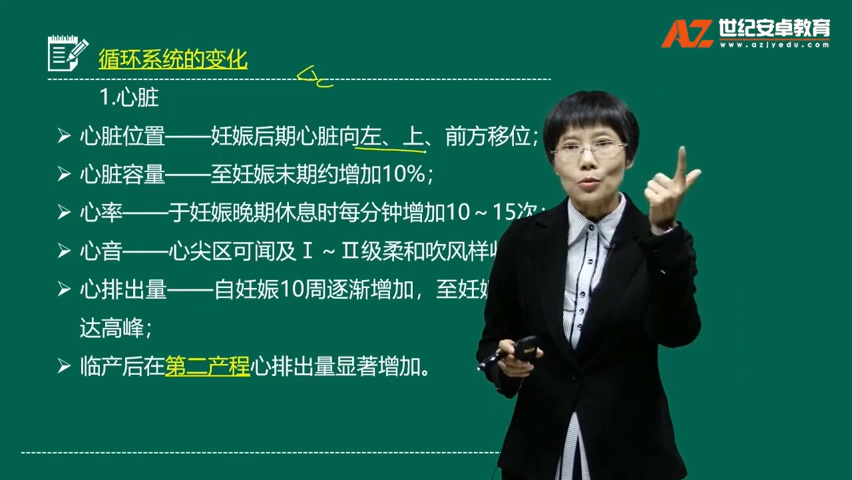 世纪安卓教育
www.azjyedu.com
循环系统的变化
1.心脏
心脏位置——妊娠后期心脏向左、上、前方移位；
心脏容量——至妊娠末期约增加10%；
心率——于妊娠晚期休息时每分钟增加10～15次；
心音——心尖区可闻及Ⅰ～Ⅱ级柔和吹风样收
心排出量——自妊娠10周逐渐增加，至妊娠
达高峰；
临产后在第二产程心排出量显著增加。